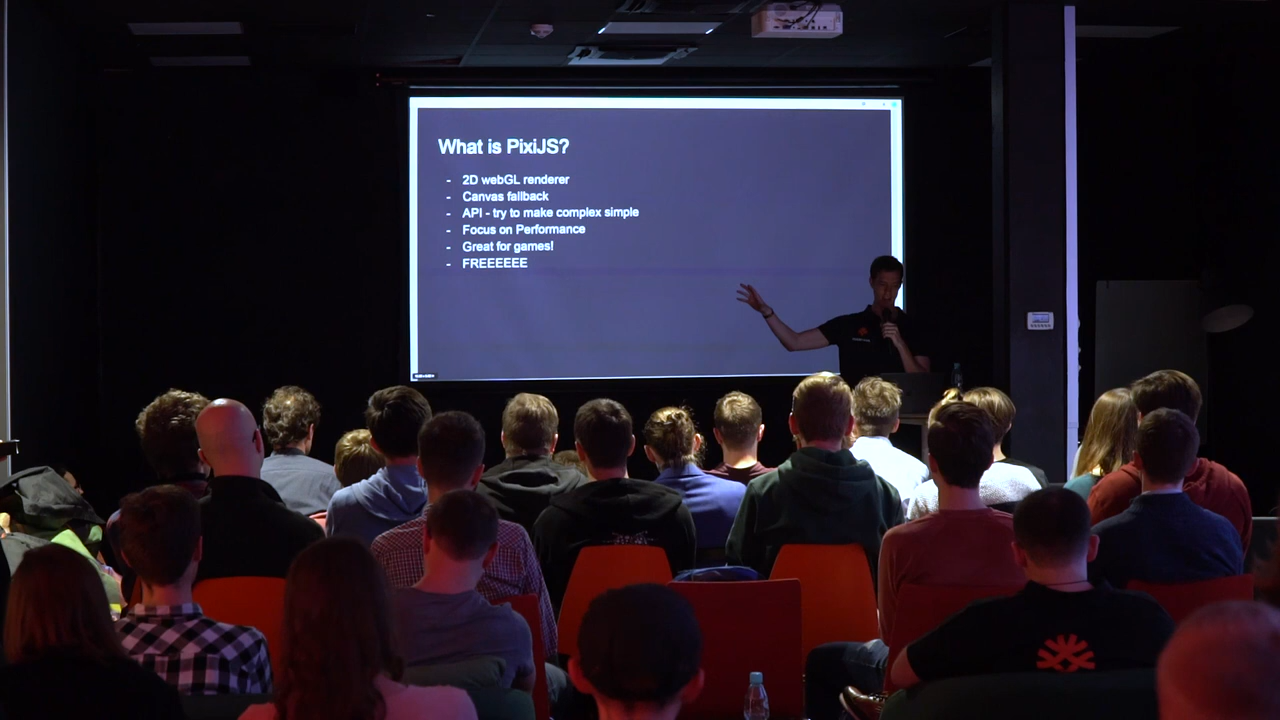 What is PixiJS?
- 2D webGL renderer
- Canvas fallback
- API - try to make complex simple
- Focus on Performance
- Great for games!
- FREEEEEE